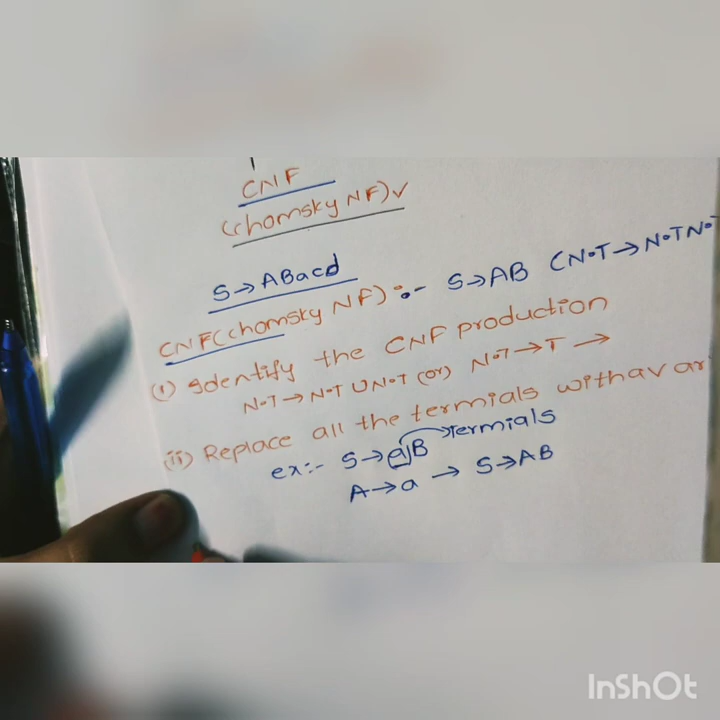 CNF
(chomsky NF)✓
S→ABacd
CNF(chomsky NF):- S→AB (N•T→N•TN•T
(i) Identify the CNF production
N•T→N•T UN•T (or) N•T→T→
(ii) Replace all the termials with a var
ex:- S→aB termials
A→a → S→AB
InShOt